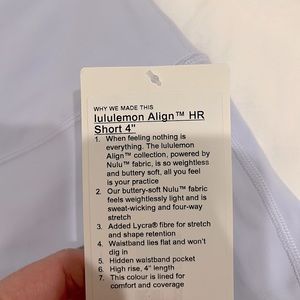 WHY WE MADE THIS
lululemon Align™ HR
Short 4"
1. When feeling nothing is
everything. The lululemon
Align™ collection, powered by
Nulu™ fabric, is so weightless
and buttery soft, all you feel
is your practice
2. Our buttery-soft Nulu™ fabric
feels weightlessly light and is
sweat-wicking and four-way
stretch
3. Added Lycra® fibre for stretch
and shape retention
4. Waistband lies flat and won't
dig in
5. Hidden waistband pocket
6. High rise, 4" length
7. This colour is lined for
comfort and coverage